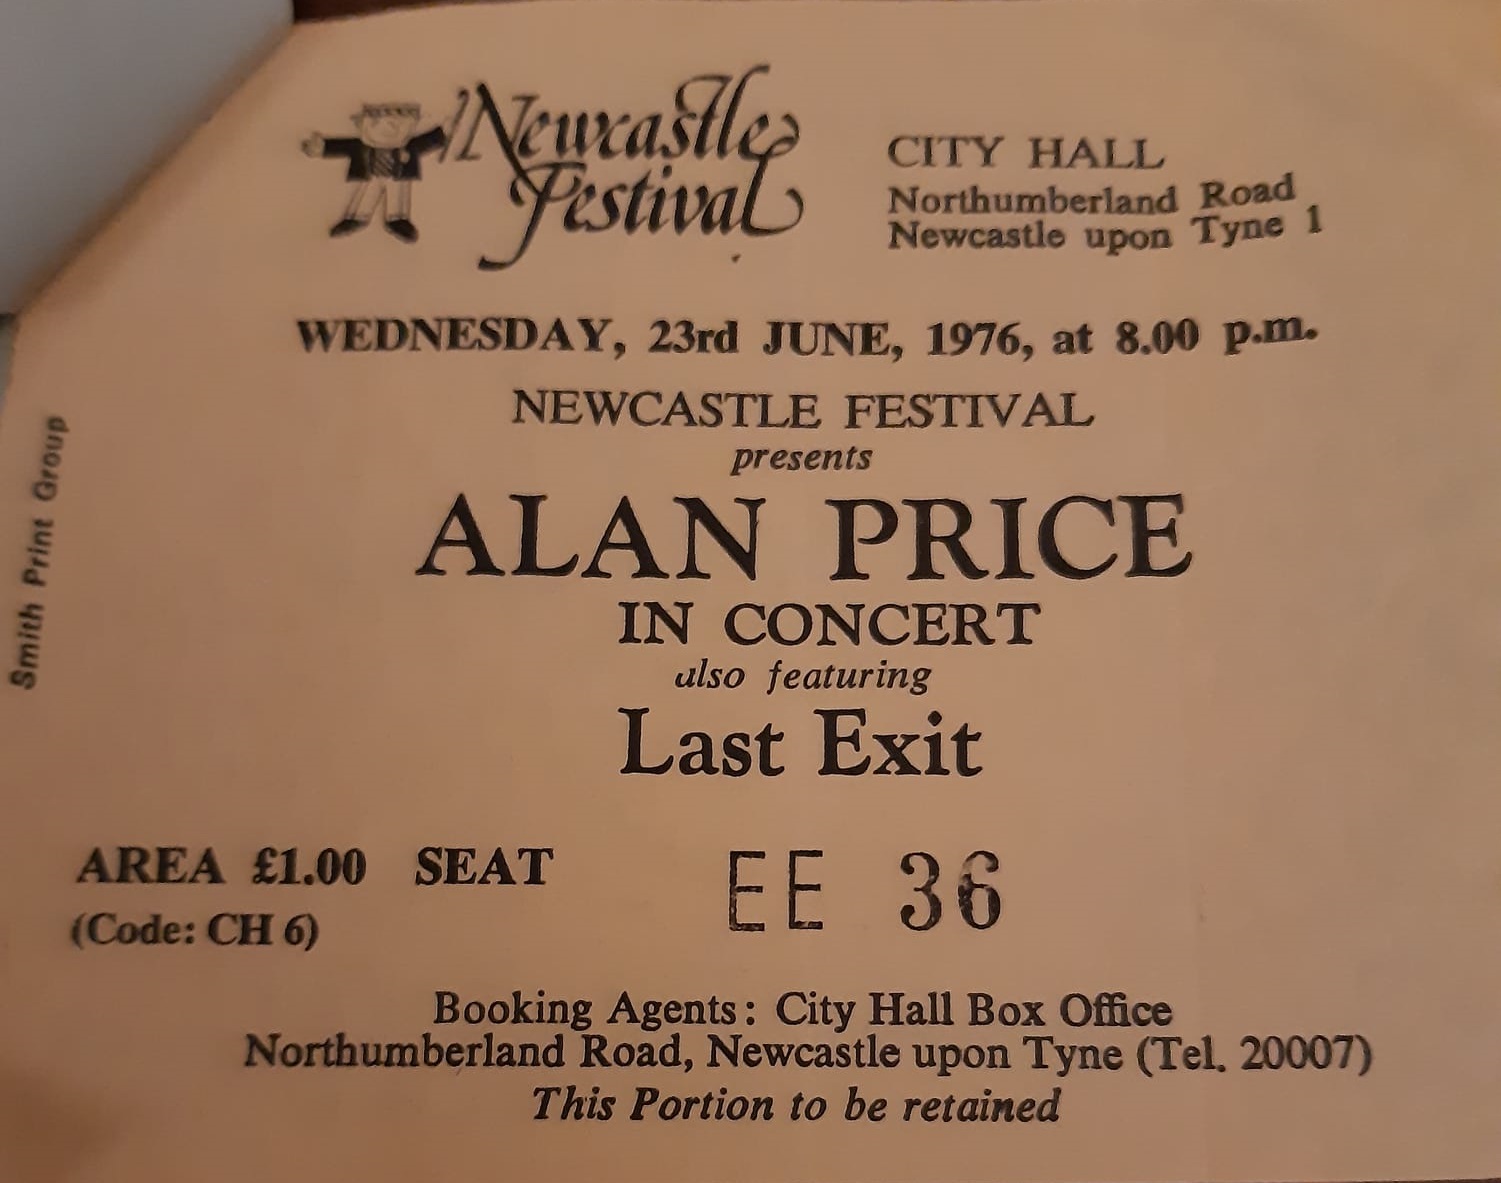 Newcastle
Festival
CITY HALL
Northumberland Road
Newcastle upon Tyne 1
WEDNESDAY, 23rd JUNE, 1976, at 8.00 p.m.
NEWCASTLE FESTIVAL
presents
ALAN PRICE
IN CONCERT
also featuring
Last Exit
AREA £1.00 SEAT EE 36
(Code: CH 6)
Booking Agents: City Hall Box Office
Northumberland Road, Newcastle upon Tyne (Tel. 20007)
This Portion to be retained
Smith Print Group